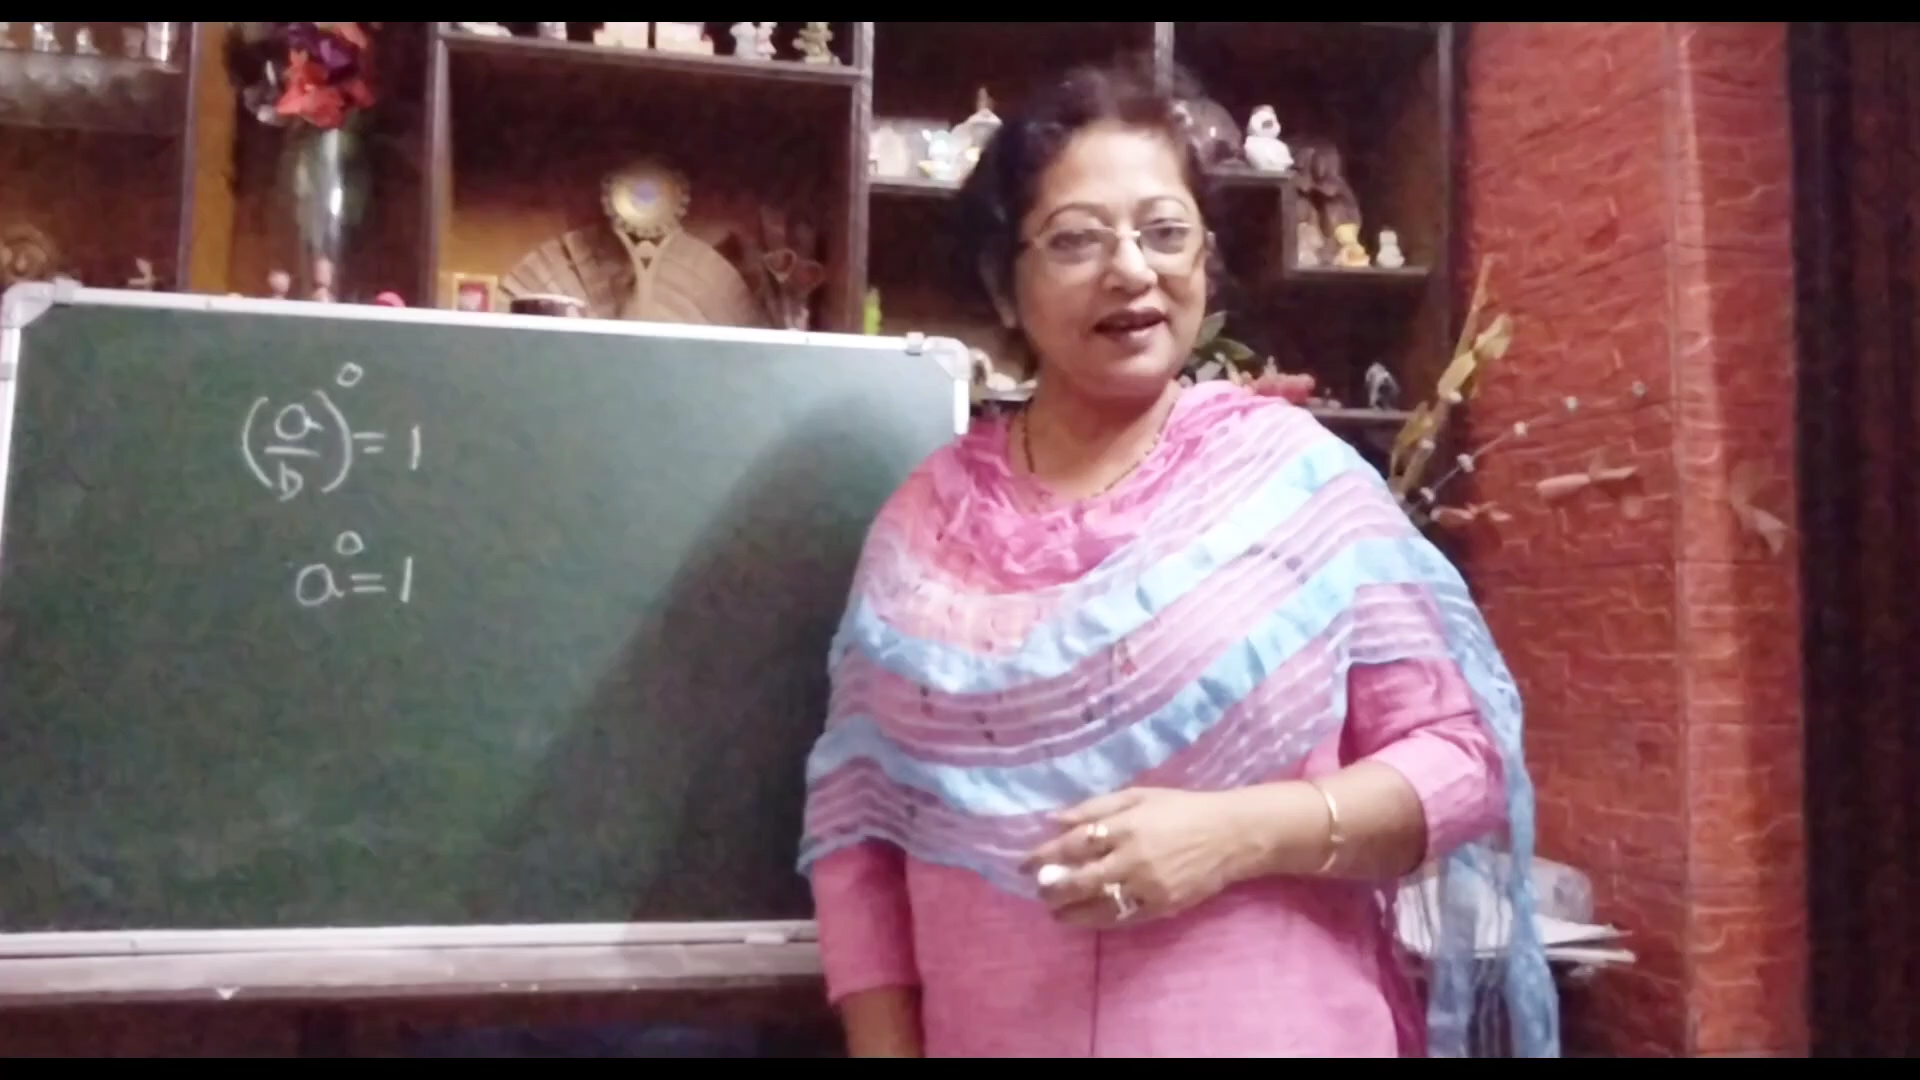 (a/b)⁰ = 1
a⁰ = 1